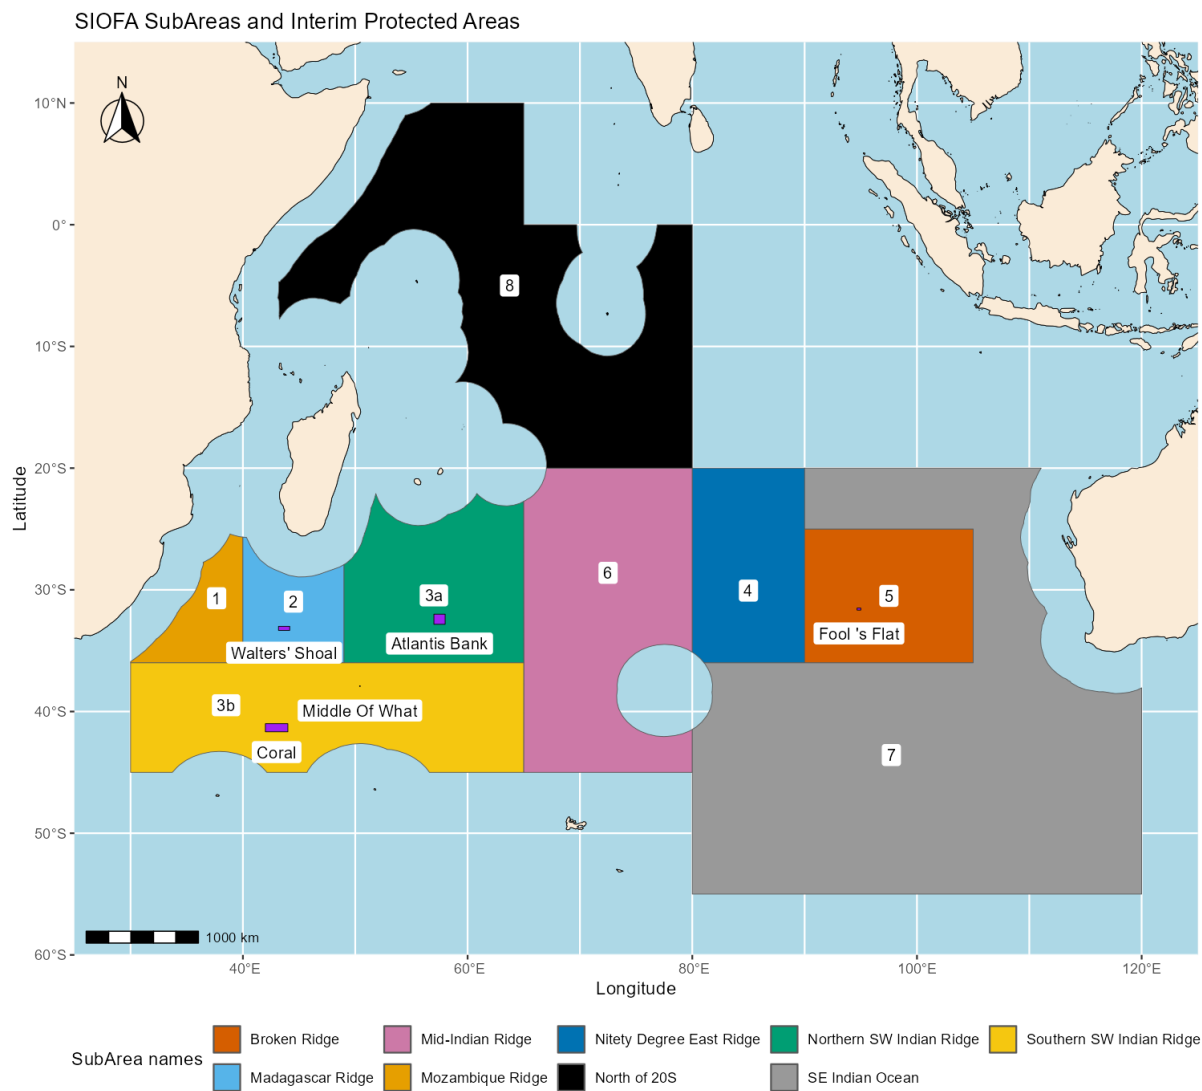 SIOFA SubAreas and Interim Protected Areas
N
10°N
0°
10°S
20°S
30°S
40°S
50°S
60°S
Latitude
8
6
1
2
3a
4
5
Walters' Shoal
Atlantis Bank
Fool 's Flat
3b
Middle Of What
Coral
7
1000 km
40°E
60°E
80°E
100°E
120°E
Longitude
SubArea names
Broken Ridge
Mid-Indian Ridge
Nitety Degree East Ridge
Northern SW Indian Ridge
Southern SW Indian Ridge
Madagascar Ridge
Mozambique Ridge
North of 20S
SE Indian Ocean